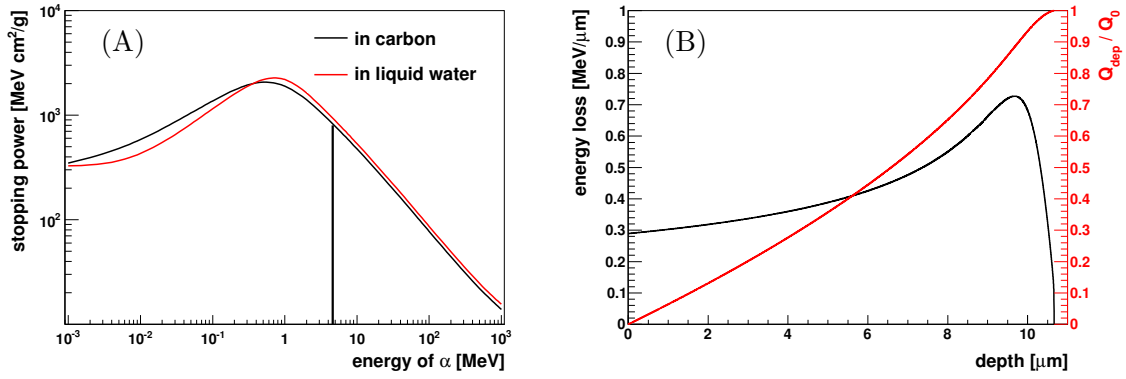 (A)
in carbon
in liquid water
stopping power [MeV cm²/g]
10⁴
10³
10²
10⁻³ 10⁻² 10⁻¹ 1 10 10² 10³
energy of α [MeV]
(B)
energy loss [MeV/μm]
1
0.9
0.8
0.7
0.6
0.5
0.4
0.3
0.2
0.1
0
0 2 4 6 8 10
depth [μm]
Q_dep / Q_0
1
0.9
0.8
0.7
0.6
0.5
0.4
0.3
0.2
0.1
0